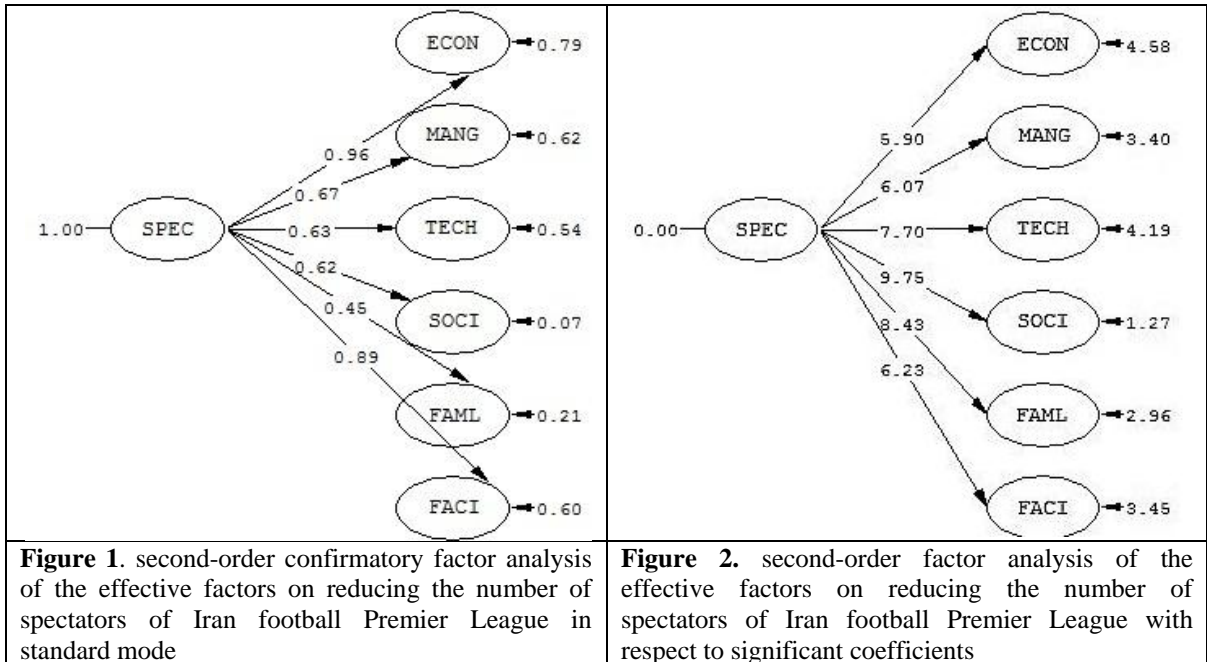 ECON
0.79
0.96
MANG
0.62
0.67
1.00
SPEC
0.63
TECH
0.54
0.62
SOCI
0.07
0.45
0.89
FAML
0.21
FACI
0.60
Figure 1. second-order confirmatory factor analysis
of the effective factors on reducing the number of
spectators of Iran football Premier League in
standard mode
ECON
4.58
5.90
MANG
3.40
6.07
0.00
SPEC
7.70
TECH
4.19
9.75
SOCI
1.27
8.43
6.23
FAML
2.96
FACI
3.45
Figure 2. second-order factor analysis of the
effective factors on reducing the number of
spectators of Iran football Premier League with
respect to significant coefficients